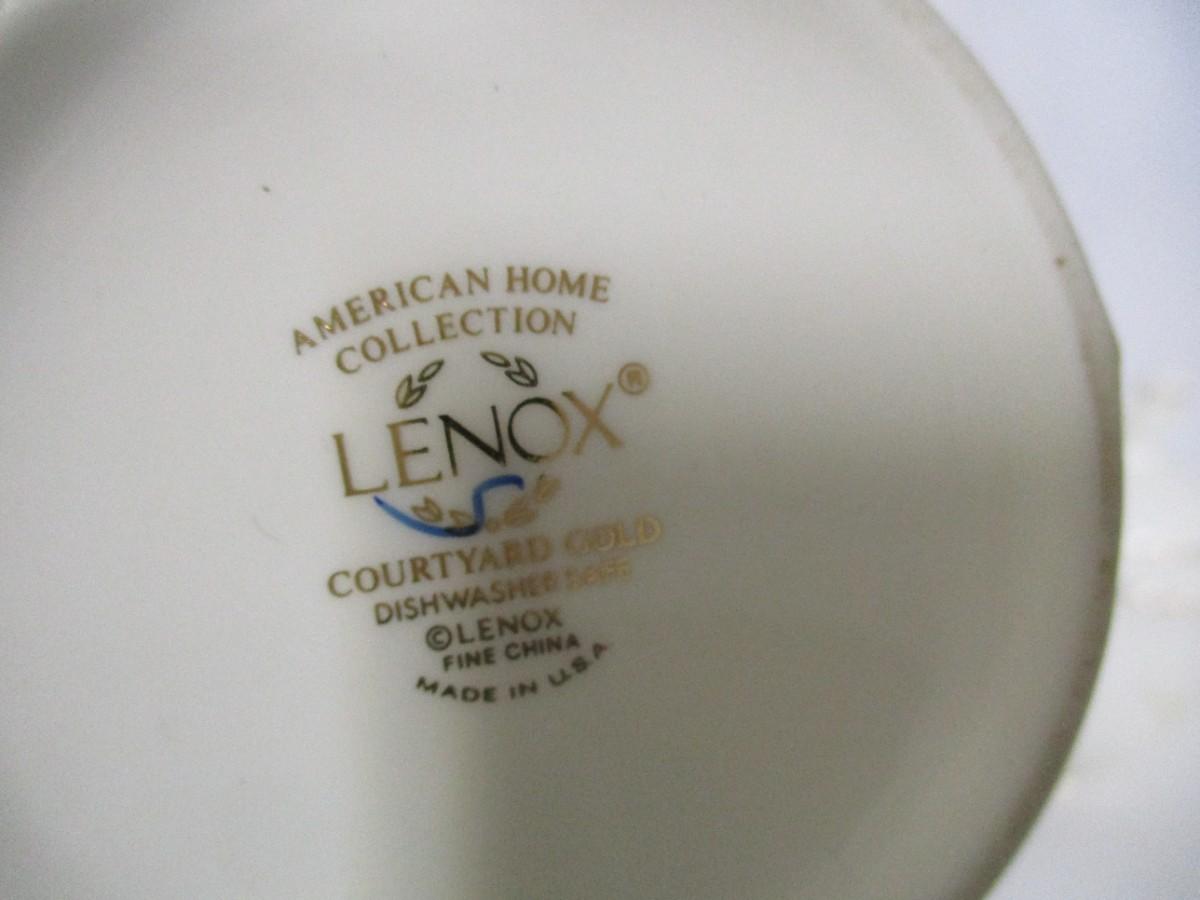 AMERICAN HOME
COLLECTION
LENOX®
COURTYARD GOLD
DISHWASHER SAFE
©LENOX
FINE CHINA
MADE IN U.S.A